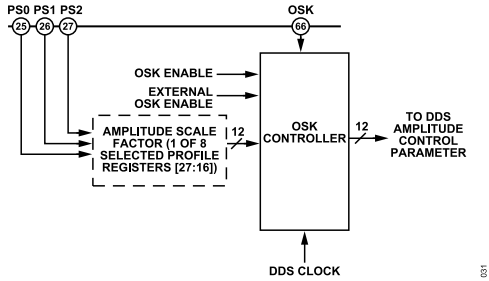 PS0 PS1 PS2 OSK
25 26 27 66
OSK ENABLE
EXTERNAL
OSK ENABLE
AMPLITUDE SCALE
FACTOR (1 OF 8
SELECTED PROFILE
REGISTERS [27:16])
12
OSK
CONTROLLER
12
TO DDS
AMPLITUDE
CONTROL
PARAMETER
DDS CLOCK
031